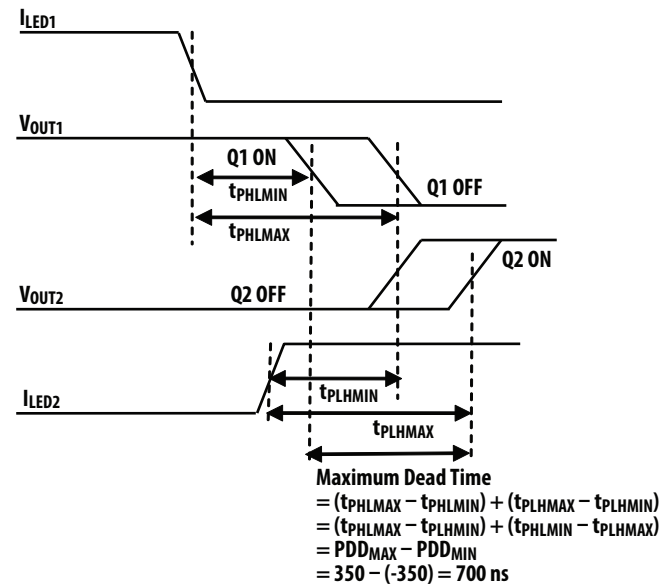 ILED1
VOUT1
Q1 ON
tPHLMIN
Q1 OFF
tPHLMAX
Q2 ON
VOUT2
Q2 OFF
tPLHMIN
ILED2
tPLHMAX
Maximum Dead Time
= (tPHLMAX – tPHLMIN) + (tPLHMAX – tPLHMIN)
= (tPHLMAX – tPHLMIN) + (tPLHMIN – tPLHMAX)
= PDDMAX – PDDMIN
= 350 – (-350) = 700 ns